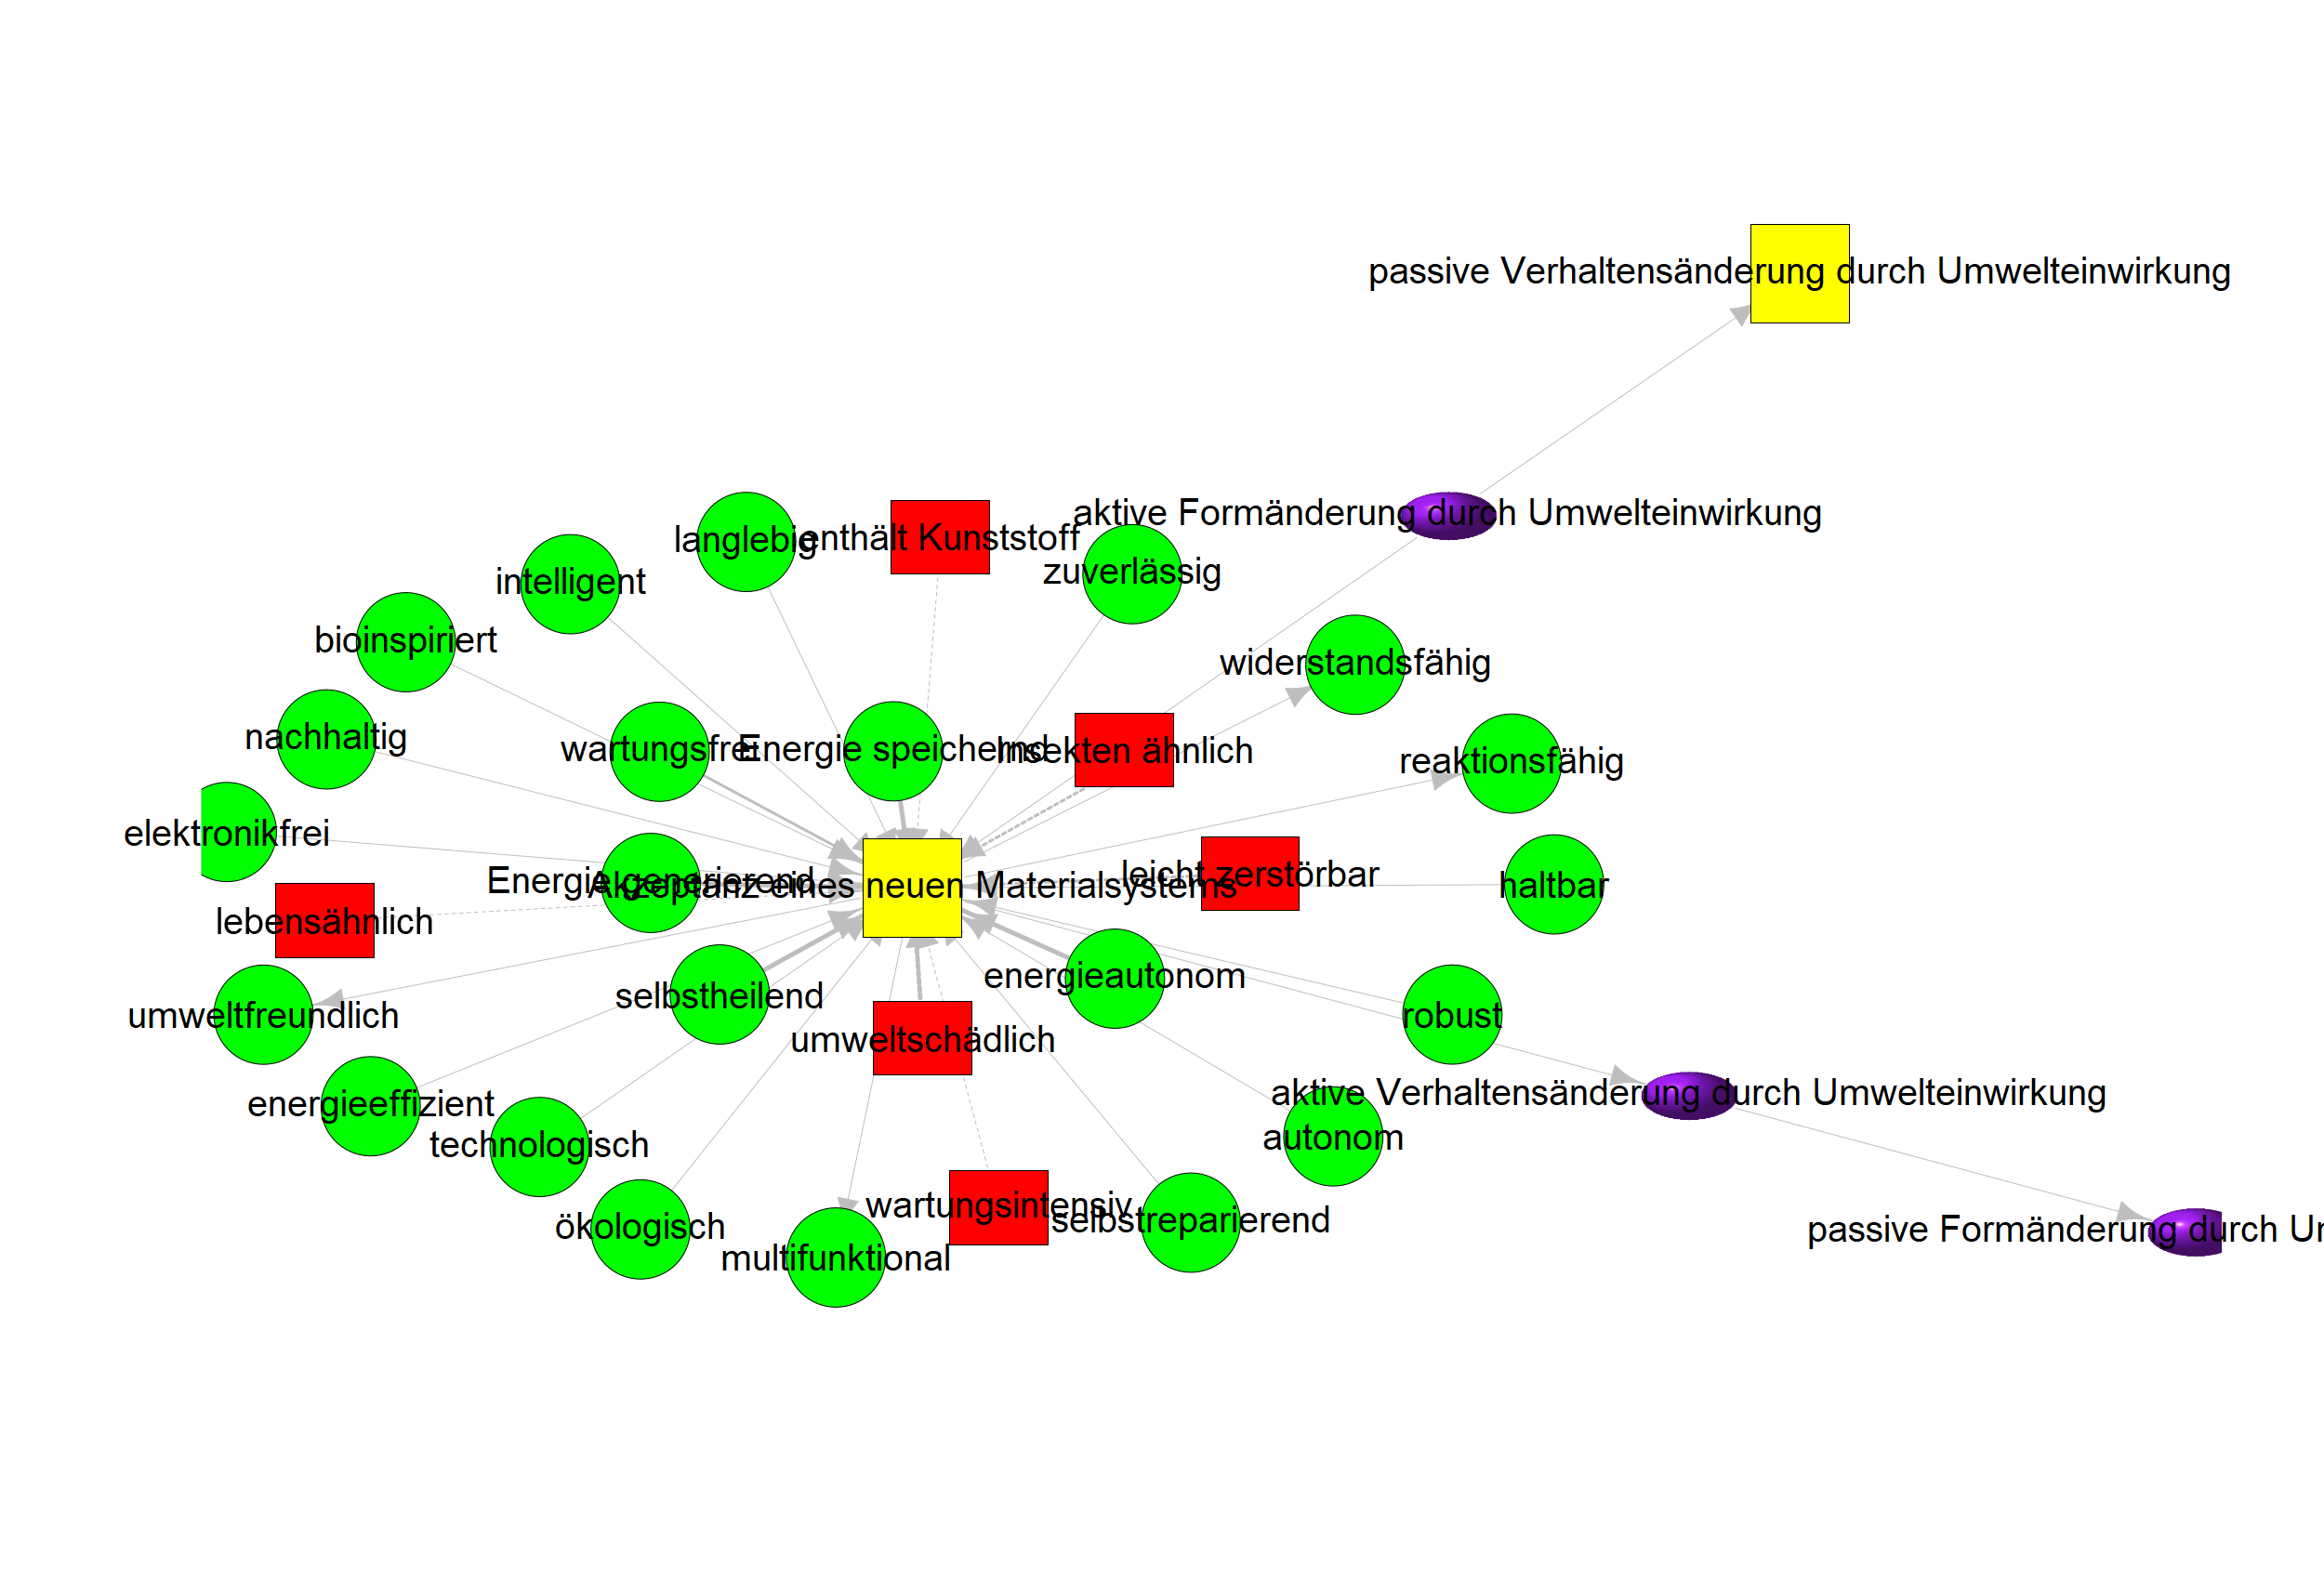 passive Verhaltensänderung durch Umwelteinwirkung
aktive Formänderung durch Umwelteinwirkung
langlebig
enthält Kunststoff
zuverlässig
intelligent
bioinspiriert
widerstandsfähig
nachhaltig
wartungsfrei
Energie speichernd
Insekten ähnlich
reaktionsfähig
elektronikfrei
Energie generierend
Akzeptanz eines neuen Materialsystems
leicht zerstörbar
haltbar
lebensähnlich
selbstheilend
energieautonom
umweltfreundlich
umweltschädlich
robust
aktive Verhaltensänderung durch Umwelteinwirkung
energieeffizient
technologisch
autonom
wartungsintensiv
selbstreparierend
ökologisch
multifunktional
passive Formänderung durch